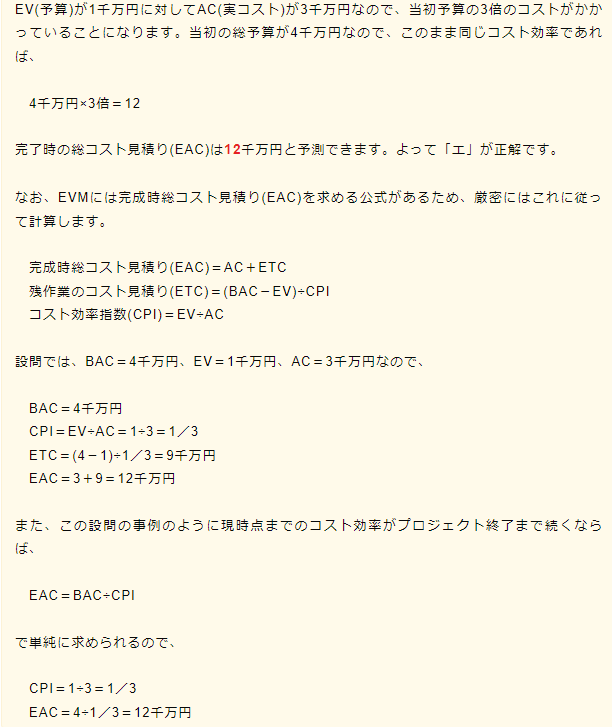 EV(予算)が1千万円に対してAC(実コスト)が3千万円なので、当初予算の3倍のコストがかか
っていることになります。当初の総予算が4千万円なので、このまま同じコスト効率であれ
ば、
4千万円×3倍＝12
完了時の総コスト見積り(EAC)は12千万円と予測できます。よって「エ」が正解です。
なお、EVMには完成時総コスト見積り(EAC)を求める公式があるため、厳密にはこれに従っ
て計算します。
完成時総コスト見積り(EAC)＝AC＋ETC
残作業のコスト見積り(ETC)＝(BAC－EV)÷CPI
コスト効率指数(CPI)＝EV÷AC
設問では、BAC＝4千万円、EV＝1千万円、AC＝3千万円なので、
BAC＝4千万円
CPI＝EV÷AC＝1÷3＝1／3
ETC＝(4－1)÷1／3＝9千万円
EAC＝3＋9＝12千万円
また、この設問の事例のように現時点までのコスト効率がプロジェクト終了まで続くなら
ば、
EAC＝BAC÷CPI
で単純に求められるので、
CPI＝1÷3＝1／3
EAC＝4÷1／3＝12千万円